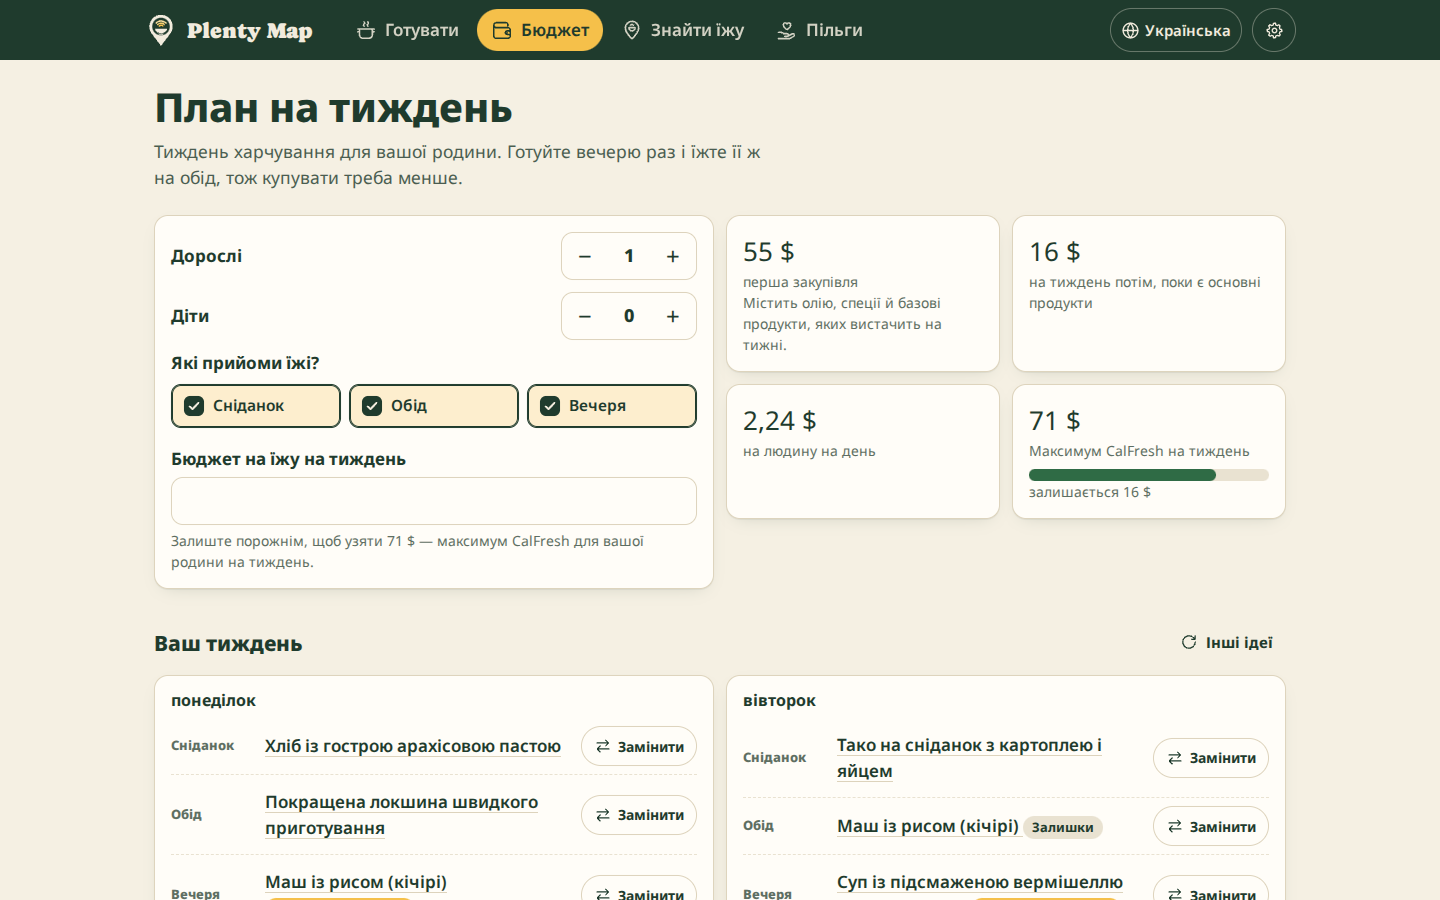 Plenty Map
Готувати
Бюджет
Знайти їжу
Пільги
Українська
План на тиждень
Тиждень харчування для вашої родини. Готуйте вечерю раз і їжте її ж
на обід, тож купувати треба менше.
Дорослі
− 1 +
Діти
− 0 +
Які прийоми їжі?
Сніданок
Обід
Вечеря
Бюджет на їжу на тиждень
Залиште порожнім, щоб узяти 71 $ — максимум CalFresh для вашої
родини на тиждень.
55 $
перша закупівля
Містить олію, спеції й базові
продукти, яких вистачить на
тижні.
16 $
на тиждень потім, поки є основні
продукти
2,24 $
на людину на день
71 $
Максимум CalFresh на тиждень
залишається 16 $
Ваш тиждень
Інші ідеї
понеділок
Сніданок
Хліб із гострою арахісовою пастою
Замінити
Обід
Покращена локшина швидкого
приготування
Замінити
Вечеря
Маш із рисом (кічірі)
Замінити
вівторок
Сніданок
Тако на сніданок з картоплею і
яйцем
Замінити
Обід
Маш із рисом (кічірі) Залишки
Замінити
Вечеря
Суп із підсмаженою вермішеллю
Замінити